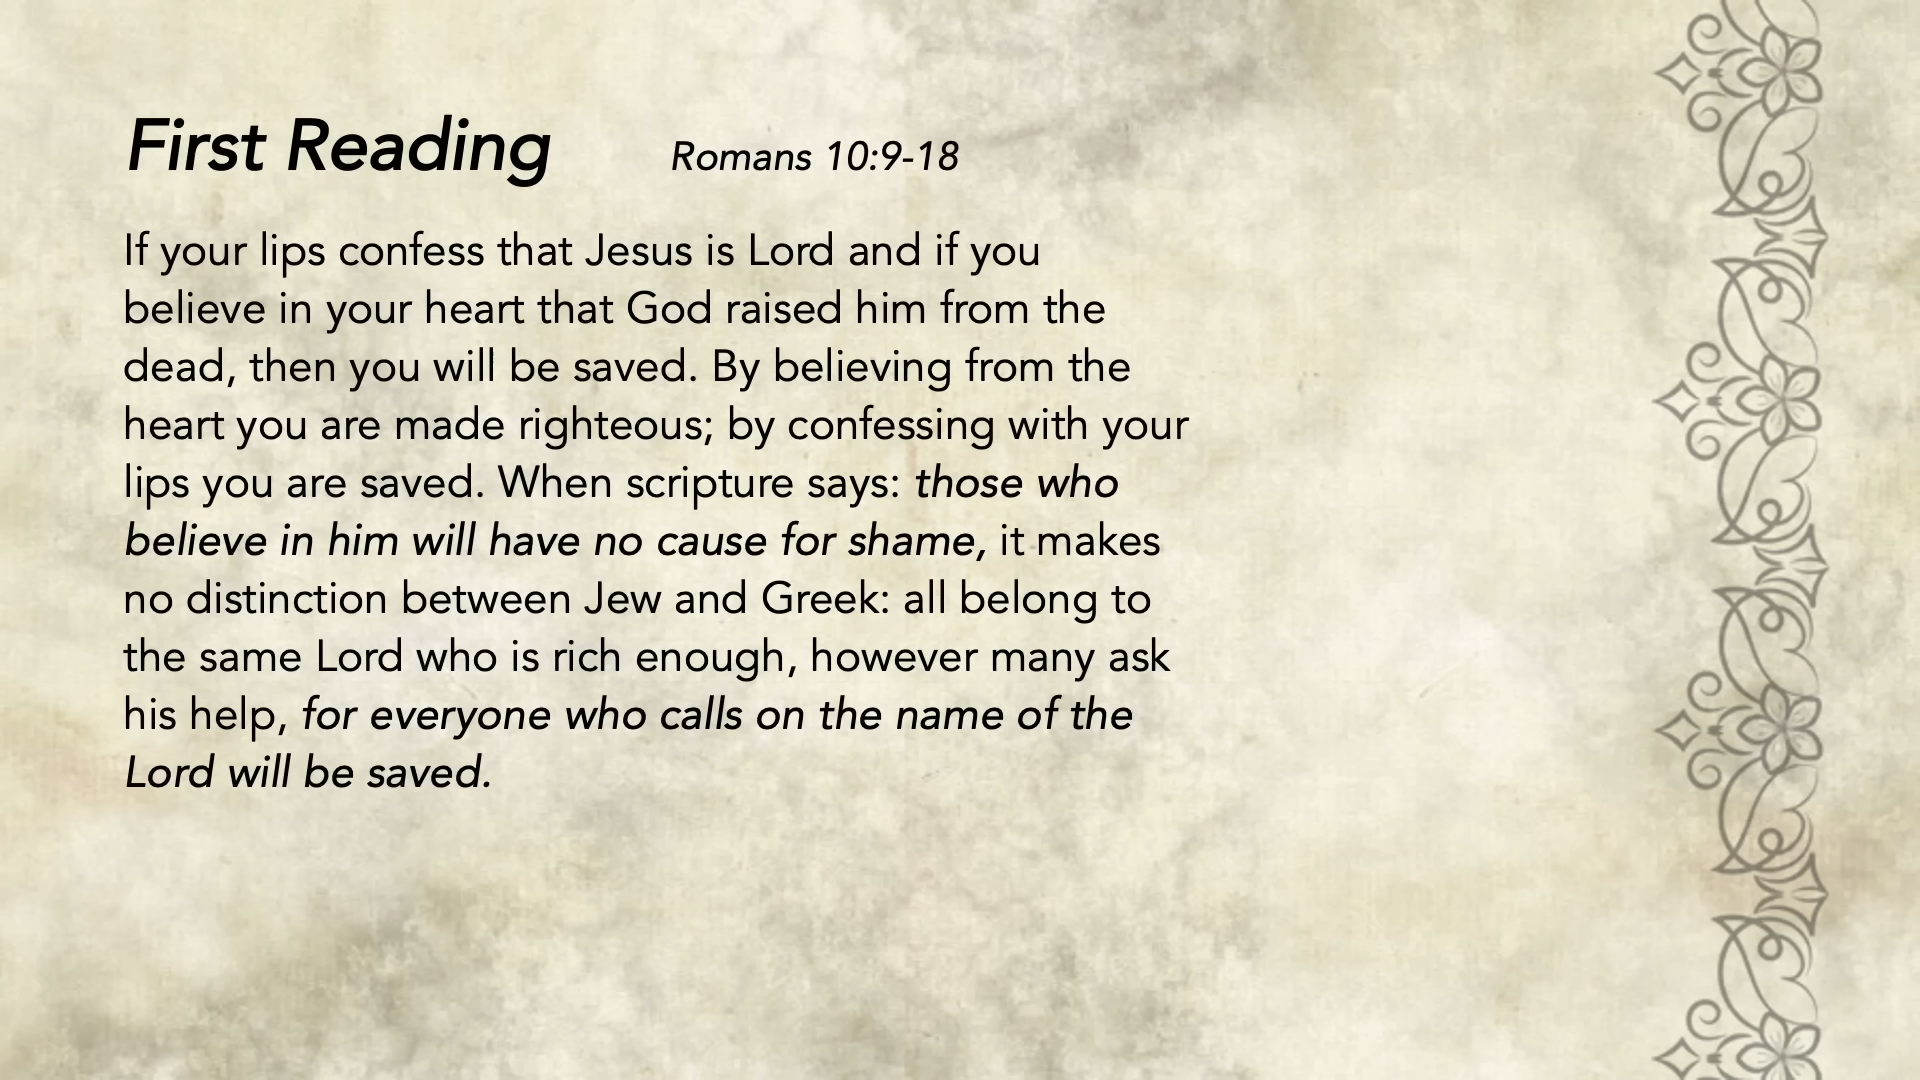 First Reading Romans 10:9-18
If your lips confess that Jesus is Lord and if you
believe in your heart that God raised him from the
dead, then you will be saved. By believing from the
heart you are made righteous; by confessing with your
lips you are saved. When scripture says: those who
believe in him will have no cause for shame, it makes
no distinction between Jew and Greek: all belong to
the same Lord who is rich enough, however many ask
his help, for everyone who calls on the name of the
Lord will be saved.